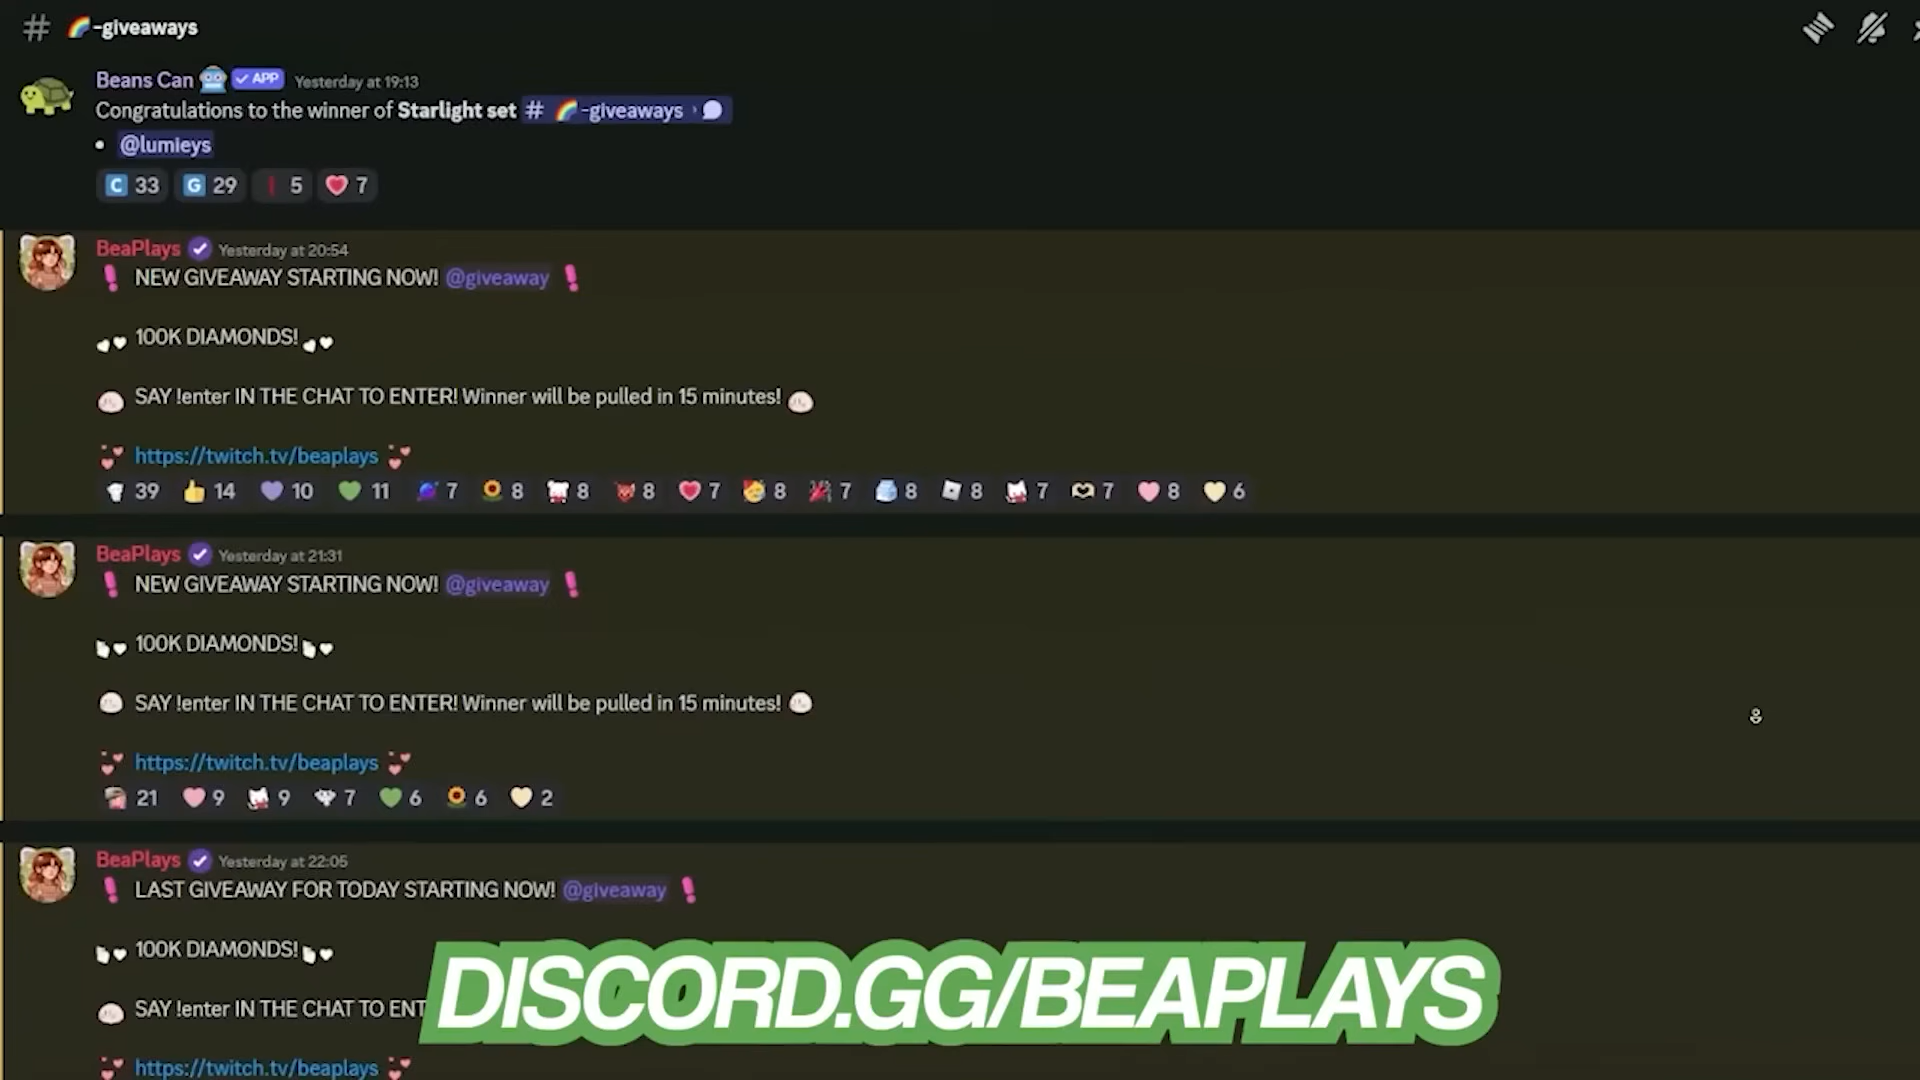 -giveaways
Beans Can APP Yesterday at 19:13
Congratulations to the winner of Starlight set # -giveaways ›
• @lumieys
C 33 G 29 5 7
BeaPlays Yesterday at 20:54
NEW GIVEAWAY STARTING NOW! @giveaway
100K DIAMONDS!
SAY !enter IN THE CHAT TO ENTER! Winner will be pulled in 15 minutes!
https://twitch.tv/beaplays
39 14 10 11 7 8 8 8 7 8 7 8 8 7 7 8 6
BeaPlays Yesterday at 21:31
NEW GIVEAWAY STARTING NOW! @giveaway
100K DIAMONDS!
SAY !enter IN THE CHAT TO ENTER! Winner will be pulled in 15 minutes!
https://twitch.tv/beaplays
21 9 9 7 6 6 2
BeaPlays Yesterday at 22:05
LAST GIVEAWAY FOR TODAY STARTING NOW! @giveaway
100K DIAMONDS!
SAY !enter IN THE CHAT TO ENT
DISCORD.GG/BEAPLAYS
https://twitch.tv/beaplays